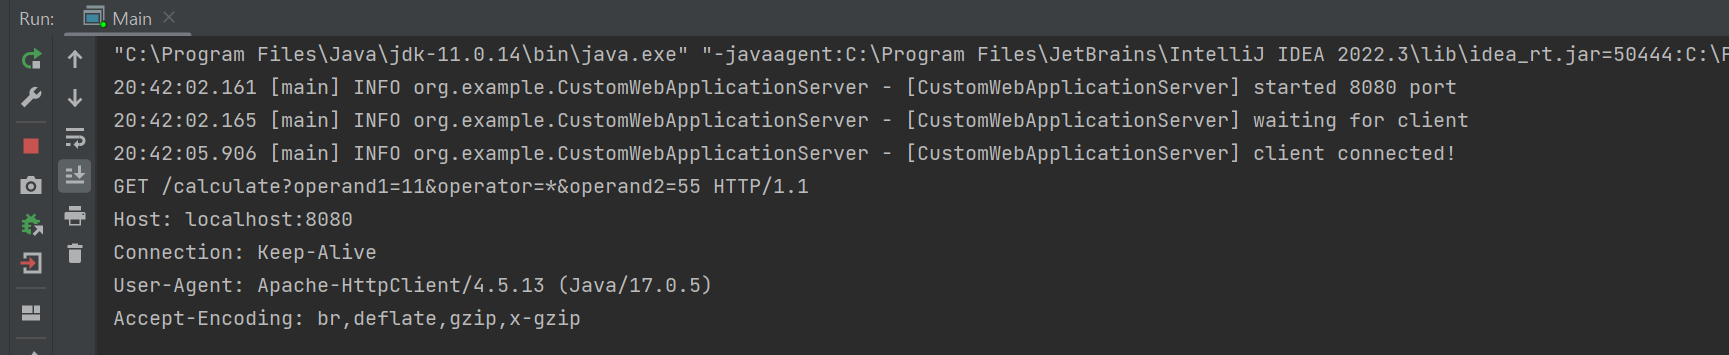 Run: Main
"C:\Program Files\Java\jdk-11.0.14\bin\java.exe" "-javaagent:C:\Program Files\JetBrains\IntelliJ IDEA 2022.3\lib\idea_rt.jar=50444:C:\P
20:42:02.161 [main] INFO org.example.CustomWebApplicationServer - [CustomWebApplicationServer] started 8080 port
20:42:02.165 [main] INFO org.example.CustomWebApplicationServer - [CustomWebApplicationServer] waiting for client
20:42:05.906 [main] INFO org.example.CustomWebApplicationServer - [CustomWebApplicationServer] client connected!
GET /calculate?operand1=11&operator=*&operand2=55 HTTP/1.1
Host: localhost:8080
Connection: Keep-Alive
User-Agent: Apache-HttpClient/4.5.13 (Java/17.0.5)
Accept-Encoding: br,deflate,gzip,x-gzip